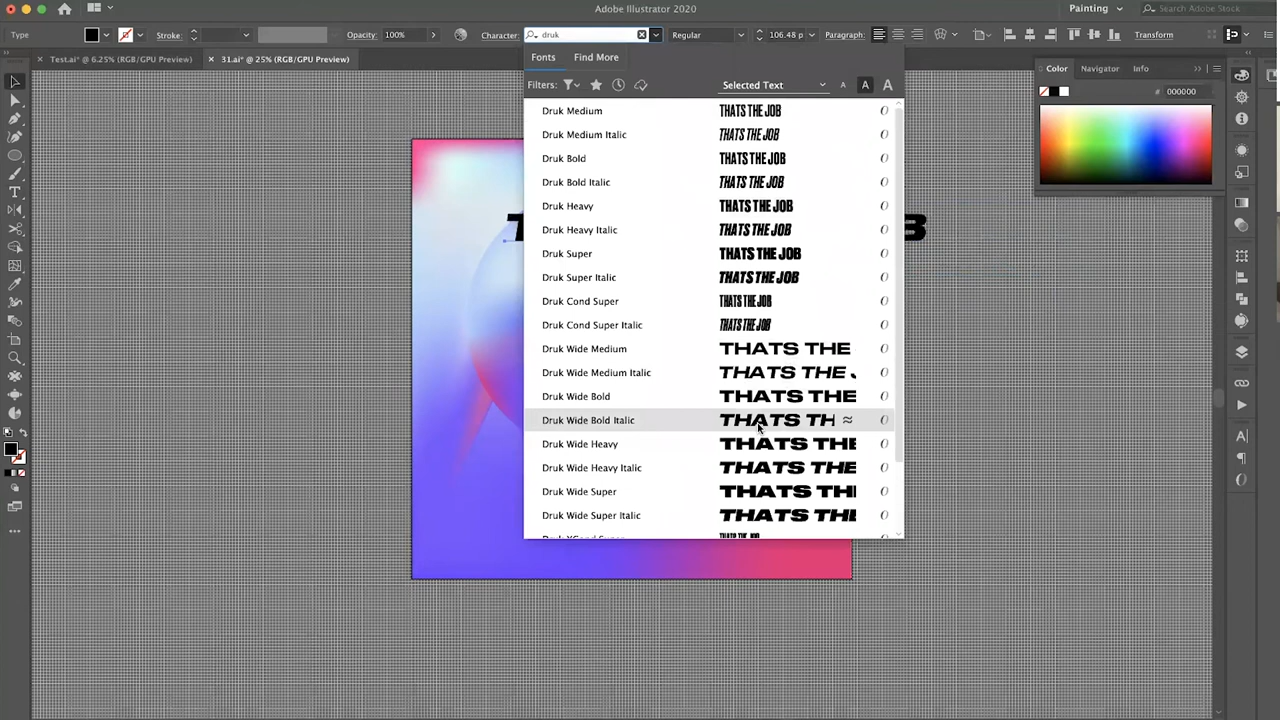 Adobe Illustrator 2020
Painting
Search Adobe Stock
Type
Stroke:
Opacity: 100%
Character:
druk
Regular
106.48 p
Paragraph:
Transform
× Test.ai* @ 6.25% (RGB/GPU Preview)
× 31.ai* @ 25% (RGB/GPU Preview)
Fonts
Find More
Color
Navigator
Info
Filters:
Selected Text
A
A
A
# 000000
Druk Medium THATS THE JOB
Druk Medium Italic THATS THE JOB
Druk Bold THATS THE JOB
Druk Bold Italic THATS THE JOB
Druk Heavy THATS THE JOB
Druk Heavy Italic THATS THE JOB
Druk Super THATS THE JOB
Druk Super Italic THATS THE JOB
Druk Cond Super THATS THE JOB
Druk Cond Super Italic THATS THE JOB
Druk Wide Medium THATS THE
Druk Wide Medium Italic THATS THE J
Druk Wide Bold THATS THE
Druk Wide Bold Italic THATS TH
Druk Wide Heavy THATS THE
Druk Wide Heavy Italic THATS THE
Druk Wide Super THATS THE
Druk Wide Super Italic THATS THE
Druk XCond Super THATS THE JOB
T
B